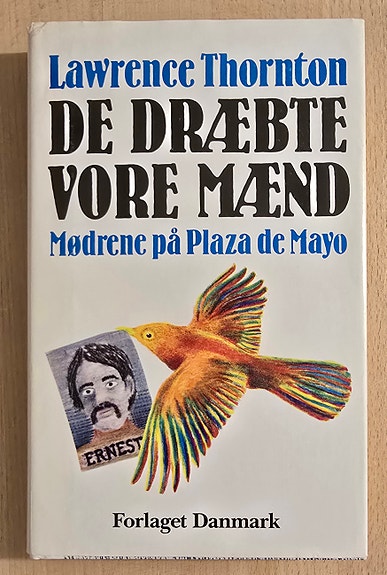 Lawrence Thornton
DE DRÆBTE
VORE MÆND
Mødrene på Plaza de Mayo
ERNEST
Forlaget Danmark